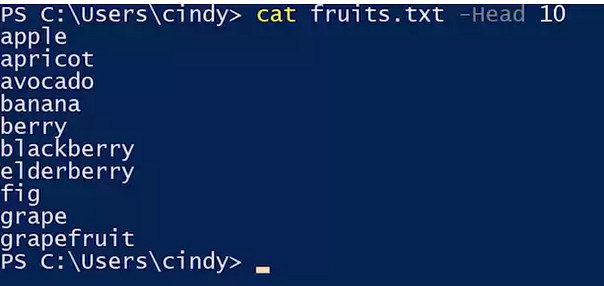 PS C:\Users\cindy> cat fruits.txt -Head 10
apple
apricot
avocado
banana
berry
blackberry
elderberry
fig
grape
grapefruit
PS C:\Users\cindy>